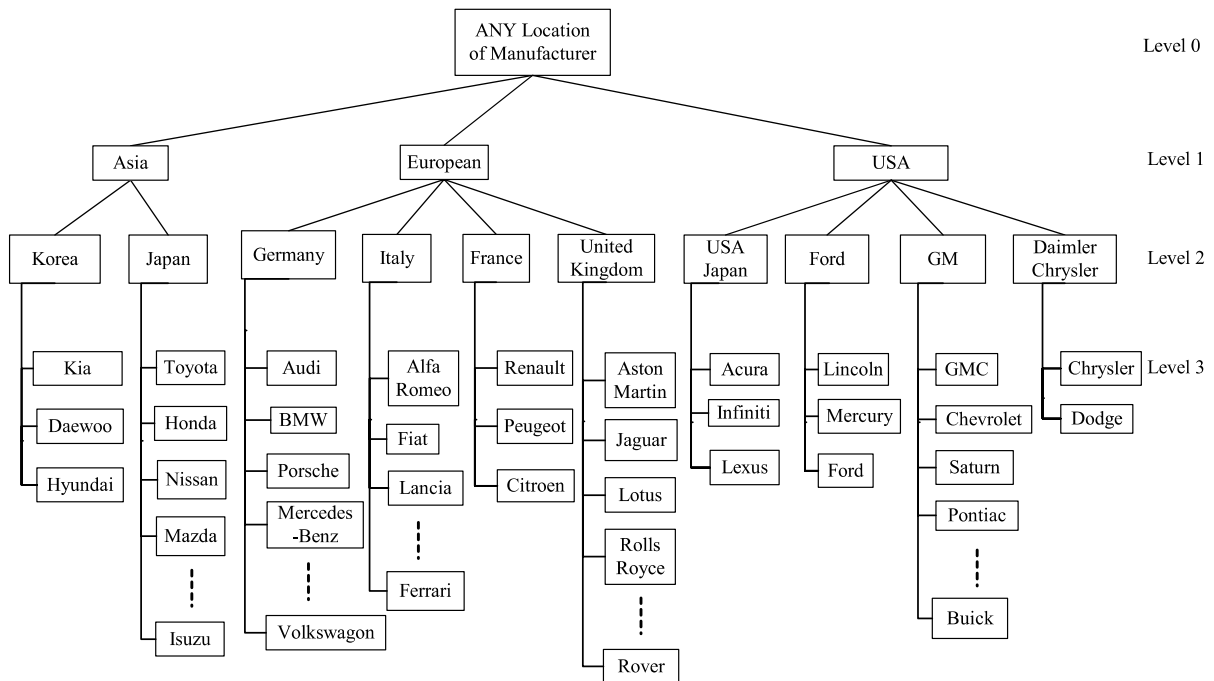 ANY Location
of Manufacturer
Level 0
Asia
European
USA
Level 1
Korea
Japan
Germany
Italy
France
United
Kingdom
USA
Japan
Ford
GM
Daimler
Chrysler
Level 2
Kia
Toyota
Audi
Alfa
Romeo
Renault
Aston
Martin
Acura
Lincoln
GMC
Chrysler
Level 3
Daewoo
Honda
BMW
Fiat
Peugeot
Jaguar
Infiniti
Mercury
Chevrolet
Dodge
Hyundai
Nissan
Porsche
Lancia
Citroen
Lotus
Lexus
Ford
Saturn
Mazda
Mercedes
-Benz
Rolls
Royce
Pontiac
Isuzu
Volkswagon
Ferrari
Rover
Buick